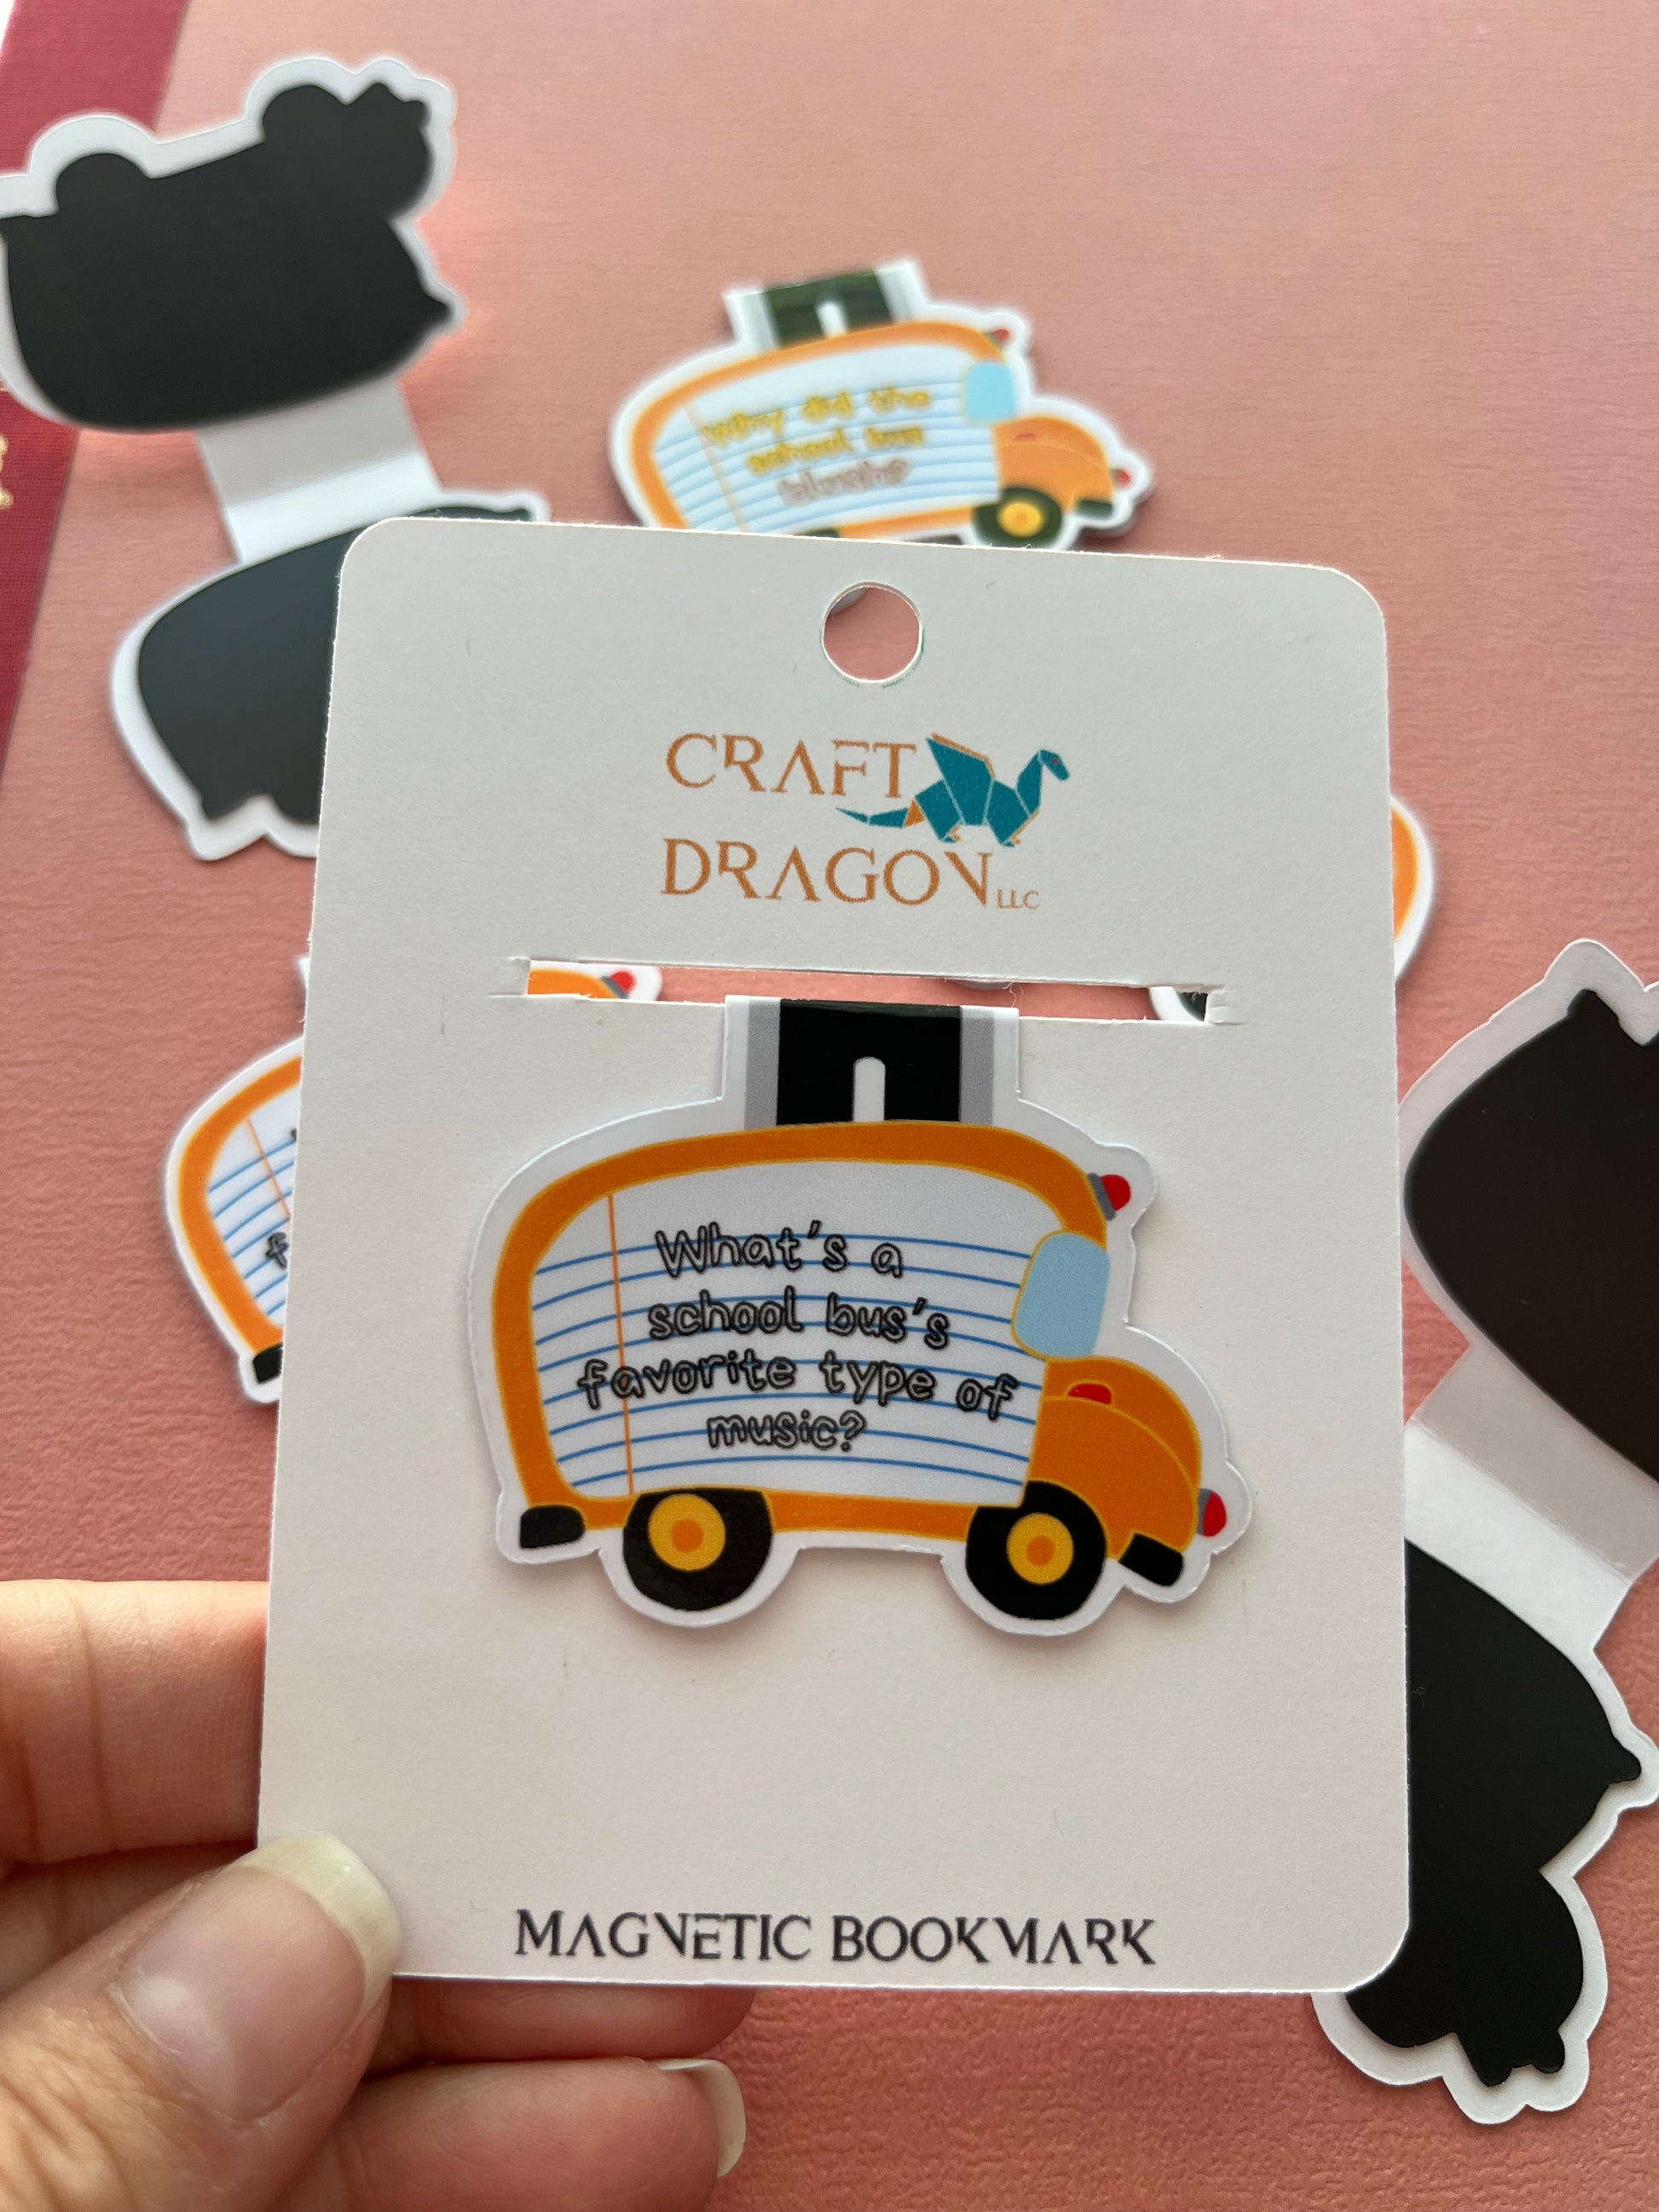 Why did the
school bus
blush?
CRAFT
DRAGON LLC
What's a
school bus's
favorite type of
music?
MAGNETIC BOOKMARK